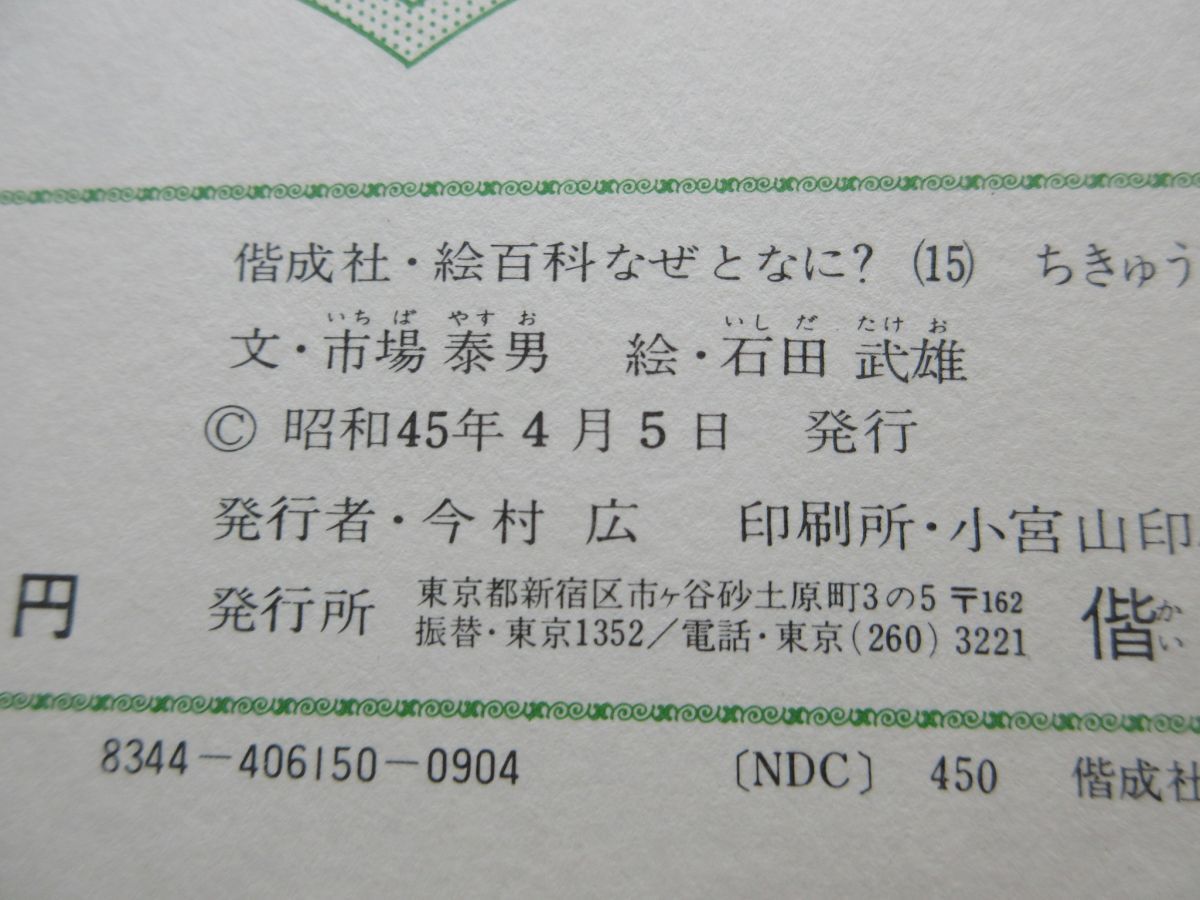 偕成社・絵百科なぜとなに？ (15) ちきゅう
いちば やすお いしだ たけお
文・市場 泰男 絵・石田 武雄
© 昭和45年4月5日 発行
発行者・今村 広 印刷所・小宮山印
円 発行所 東京都新宿区市ケ谷砂土原町3の5 〒162
振替・東京1352／電話・東京(260)3221
偕 かい
8344-406150-0904 〔NDC〕 450 偕成社